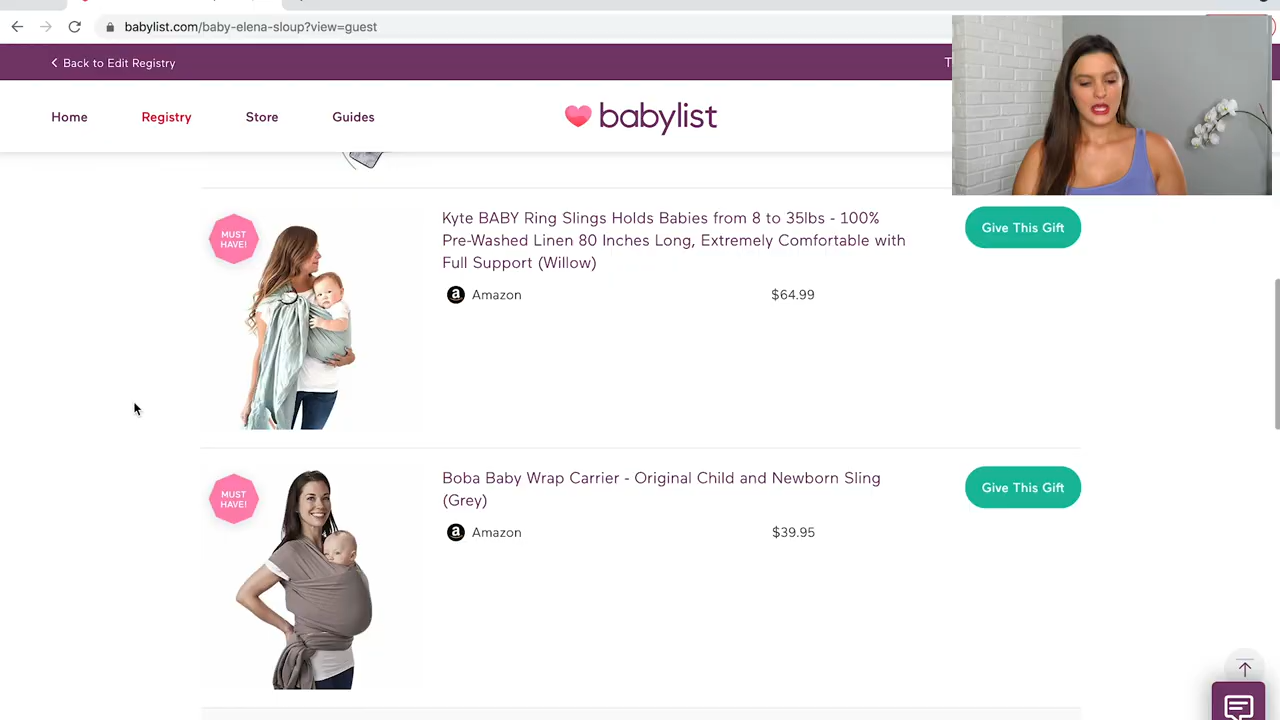 babylist.com/baby-elena-sloup?view=guest
Back to Edit Registry
T
Home
Registry
Store
Guides
babylist
MUST
HAVE!
Kyte BABY Ring Slings Holds Babies from 8 to 35lbs - 100%
Pre-Washed Linen 80 Inches Long, Extremely Comfortable with
Full Support (Willow)
a Amazon
$64.99
Give This Gift
MUST
HAVE!
Boba Baby Wrap Carrier - Original Child and Newborn Sling
(Grey)
a Amazon
$39.95
Give This Gift